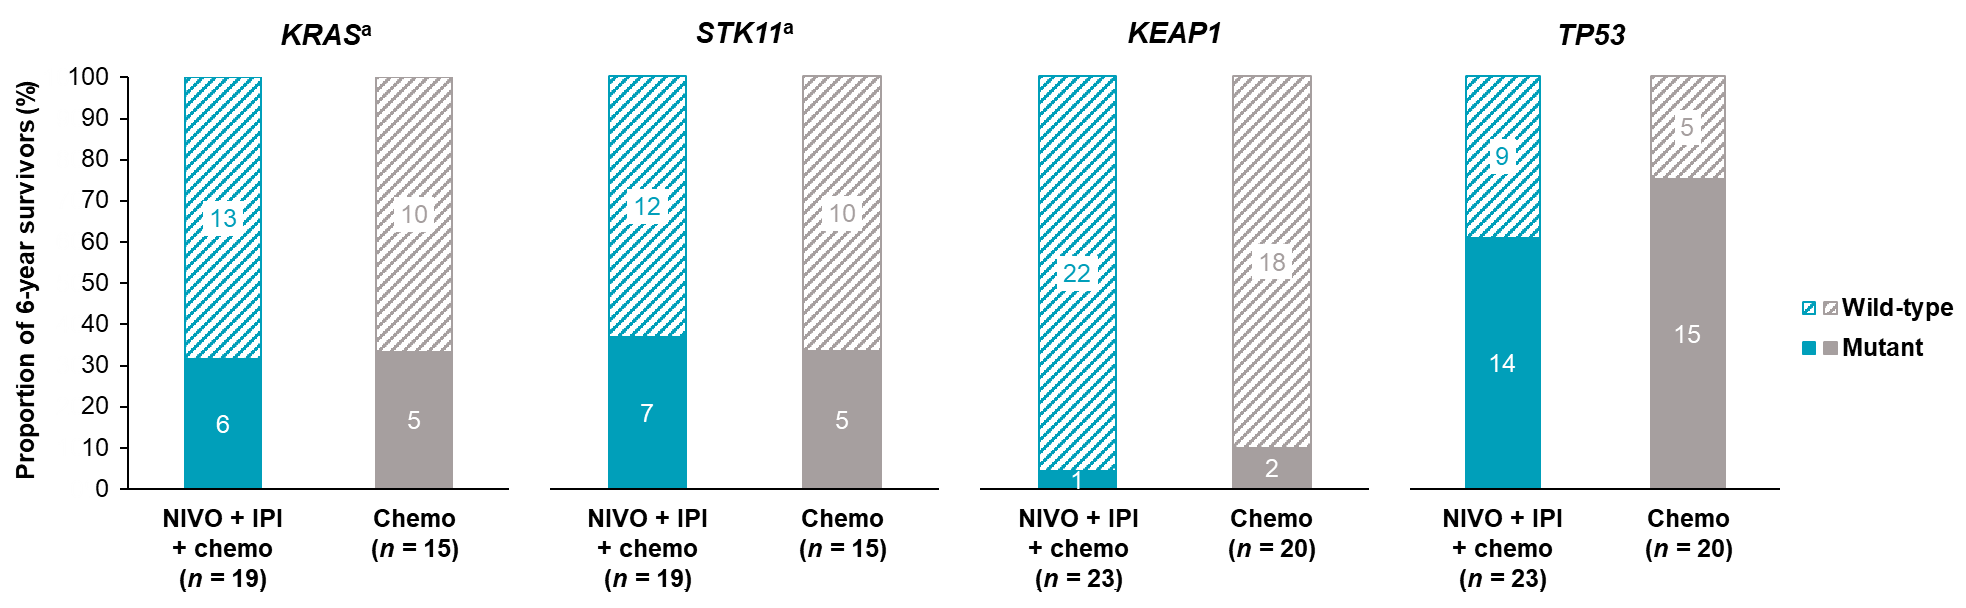 KRASᵃ
STK11ᵃ
KEAP1
TP53
Proportion of 6-year survivors (%)
100
90
80
70
60
50
40
30
20
10
0
13
6
10
5
12
7
10
5
22
1
18
2
9
14
5
15
Wild-type
Mutant
NIVO + IPI
+ chemo
(n = 19)
Chemo
(n = 15)
NIVO + IPI
+ chemo
(n = 19)
Chemo
(n = 15)
NIVO + IPI
+ chemo
(n = 23)
Chemo
(n = 20)
NIVO + IPI
+ chemo
(n = 23)
Chemo
(n = 20)